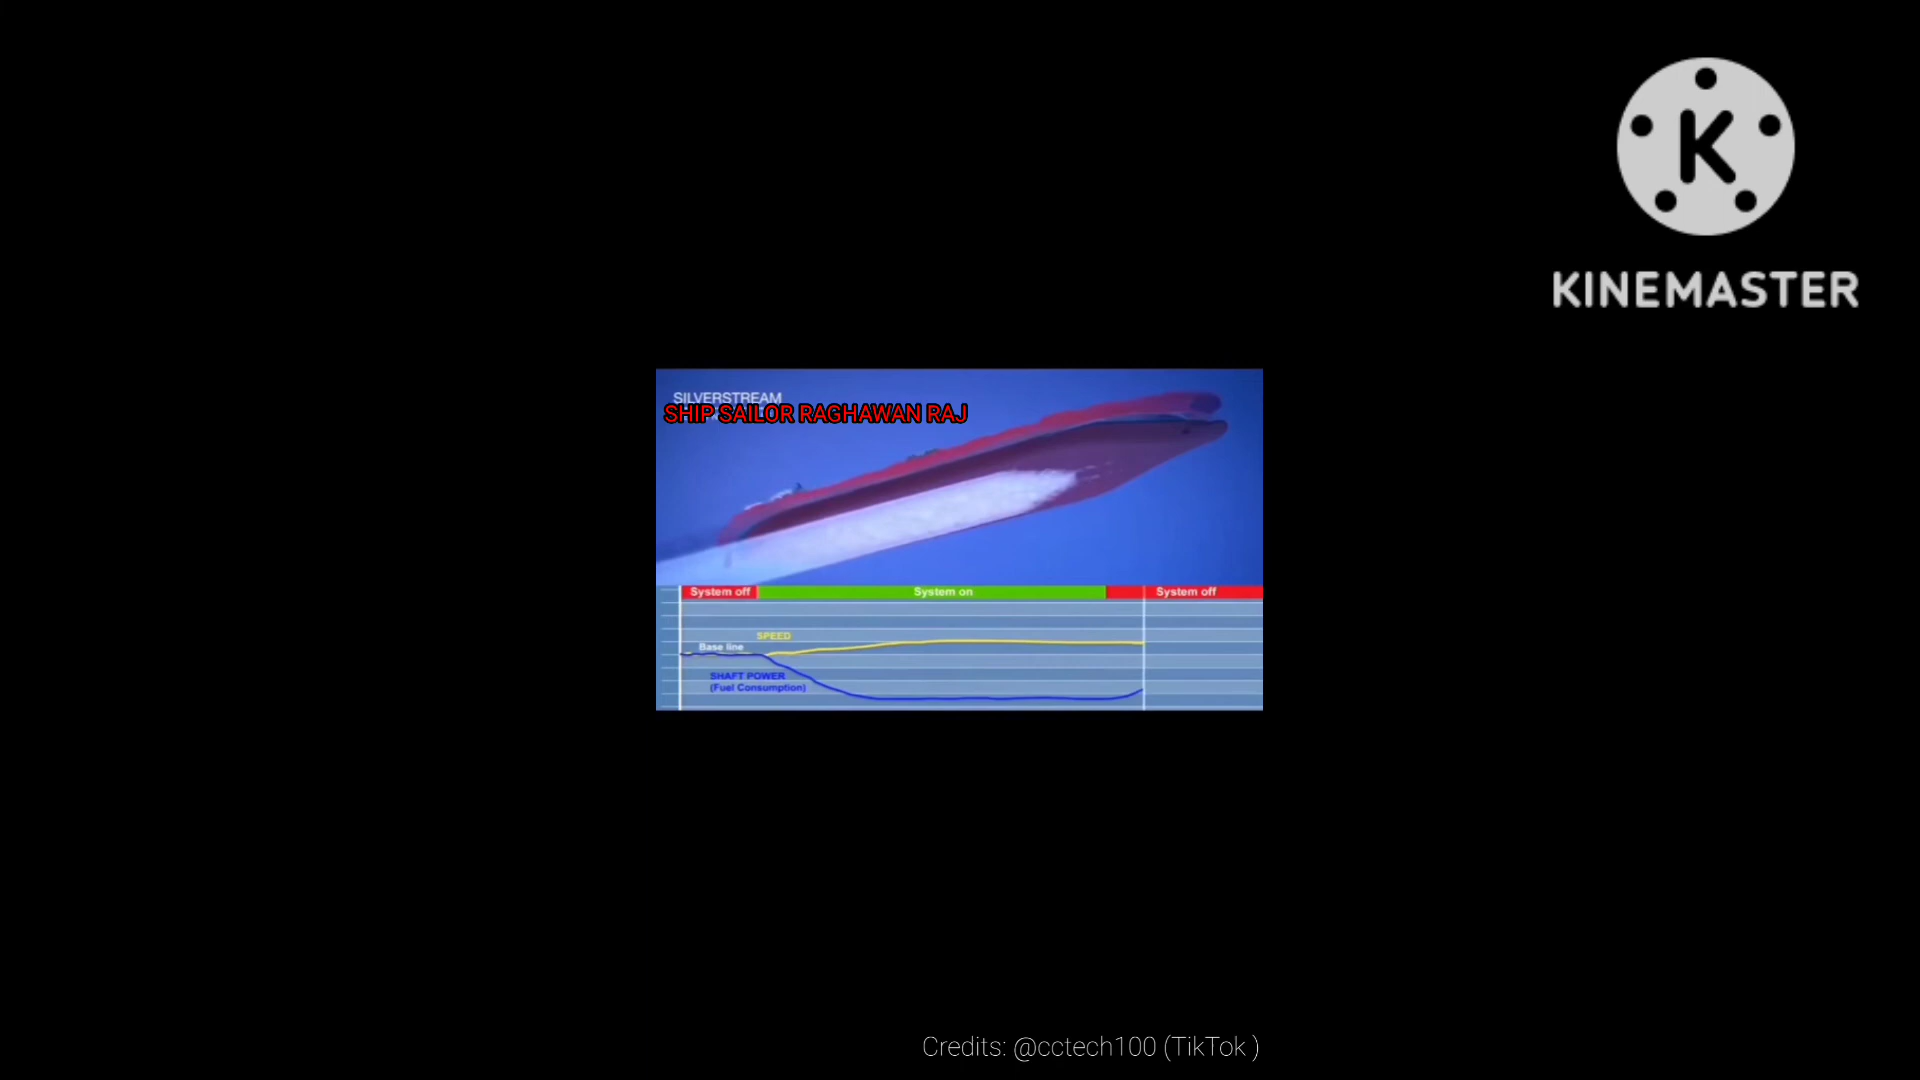 K
KINEMASTER
SILVERSTREAM
SHIP SAILOR RAGHAWAN RAJ
System off
System on
System off
SPEED
Base line
SHAFT POWER
(Fuel Consumption)
Credits: @cctech100 (TikTok )